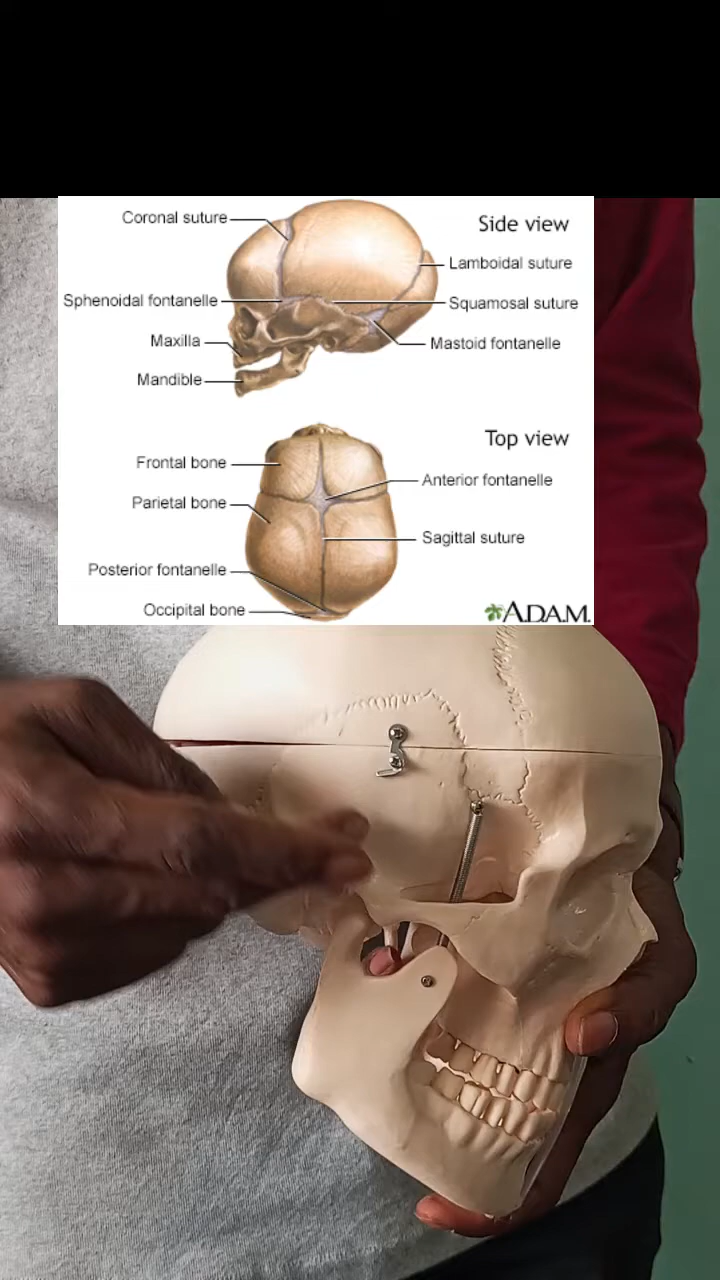 Side view
Coronal suture
Lamboidal suture
Sphenoidal fontanelle
Squamosal suture
Maxilla
Mastoid fontanelle
Mandible
Top view
Frontal bone
Anterior fontanelle
Parietal bone
Sagittal suture
Posterior fontanelle
Occipital bone
A.D.A.M.